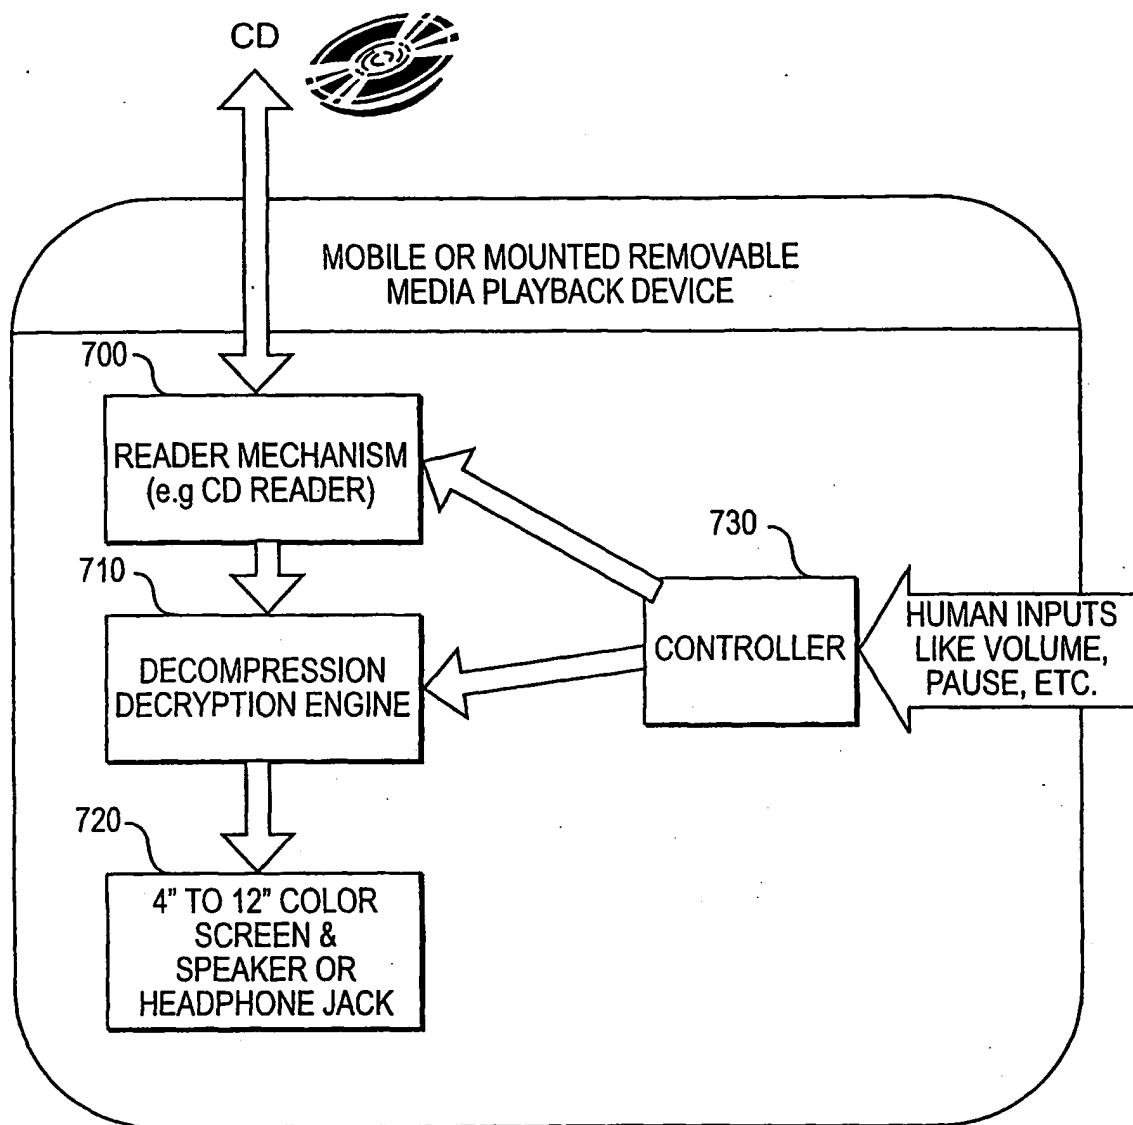 CD
MOBILE OR MOUNTED REMOVABLE
MEDIA PLAYBACK DEVICE
700
READER MECHANISM
(e.g CD READER)
730
710
HUMAN INPUTS
LIKE VOLUME,
PAUSE, ETC.
CONTROLLER
DECOMPRESSION
DECRYPTION ENGINE
720
4” TO 12” COLOR
SCREEN &
SPEAKER OR
HEADPHONE JACK